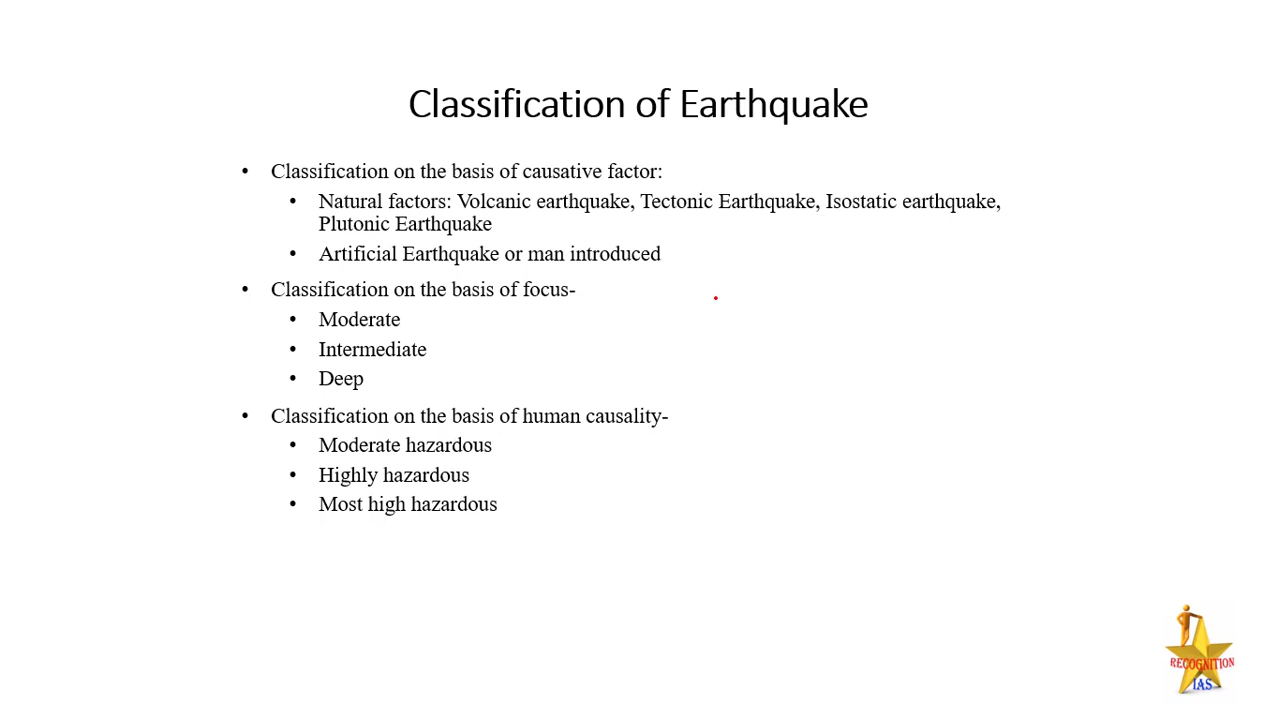 Classification of Earthquake
• Classification on the basis of causative factor:
• Natural factors: Volcanic earthquake, Tectonic Earthquake, Isostatic earthquake,
Plutonic Earthquake
• Artificial Earthquake or man introduced
• Classification on the basis of focus-
• Moderate
• Intermediate
• Deep
• Classification on the basis of human causality-
• Moderate hazardous
• Highly hazardous
• Most high hazardous
RECOGNITION
IAS